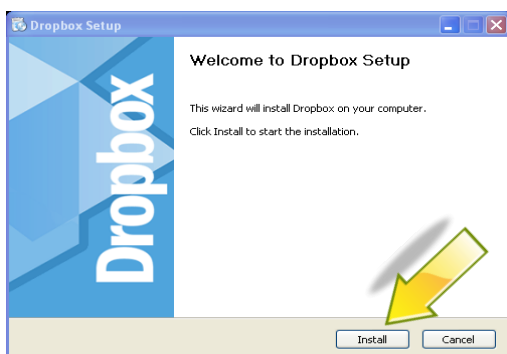 Dropbox Setup
Dropbox
Welcome to Dropbox Setup
This wizard will install Dropbox on your computer.
Click Install to start the installation.
Install
Cancel